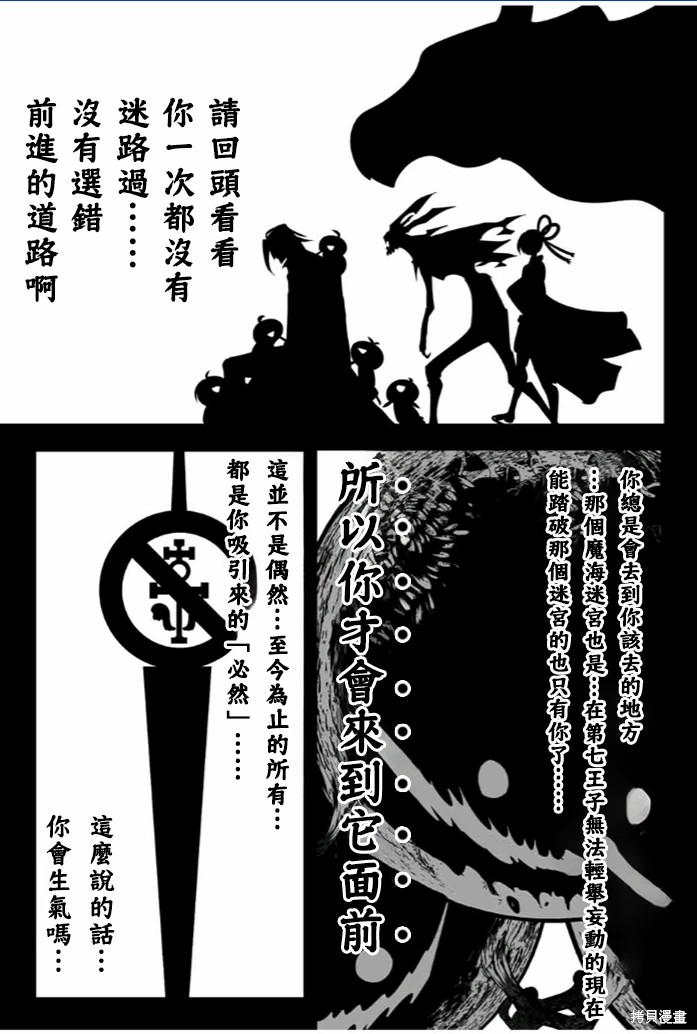 請回頭看看
你一次都沒有
迷路過……
沒有選錯
前進的道路啊
你總是會去到你該去的地方
…那個魔海迷宮也是…在第七王子無法輕舉妄動的現在
能踏破那個迷宮的也只有你了……
所以你才會來到它面前
這並不是偶然…至今為止的所有…
都是你吸引來的「必然」……
這麼說的話…
你會生氣嗎…
拷貝漫畫